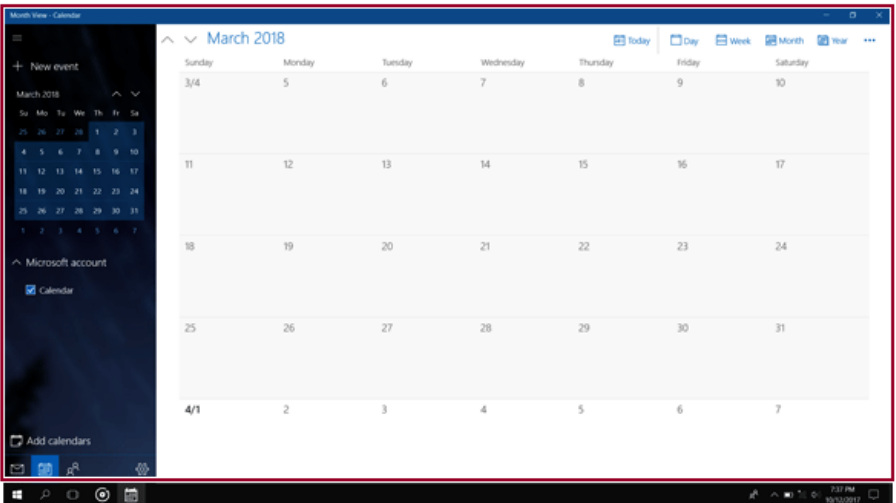 Month View - Calendar
New event
March 2018
Su Mo Tu We Th Fr Sa
25 26 27 28 1 2 3
4 5 6 7 8 9 10
11 12 13 14 15 16 17
18 19 20 21 22 23 24
25 26 27 28 29 30 31
1 2 3 4 5 6 7
Microsoft account
Calendar
Add calendars
March 2018
Today Day Week Month Year
Sunday Monday Tuesday Wednesday Thursday Friday Saturday
3/4 5 6 7 8 9 10
11 12 13 14 15 16 17
18 19 20 21 22 23 24
25 26 27 28 29 30 31
4/1 2 3 4 5 6 7
7:37 PM
10/12/2017